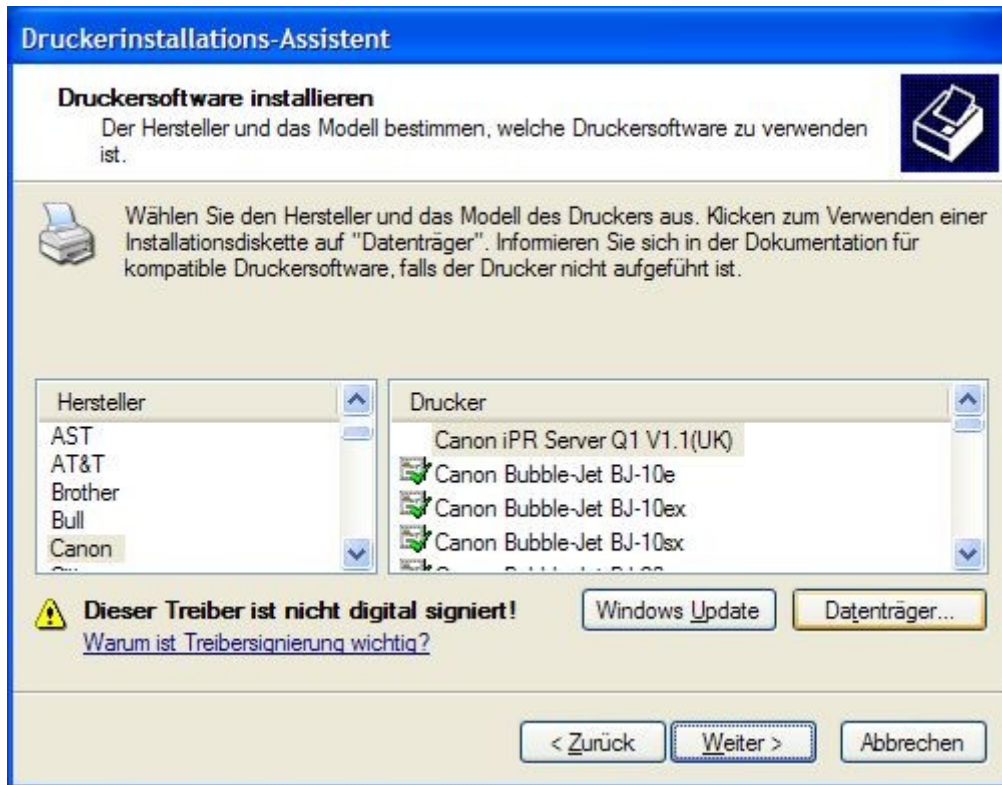 Druckerinstallations-Assistent
Druckersoftware installieren
Der Hersteller und das Modell bestimmen, welche Druckersoftware zu verwenden
ist.
Wählen Sie den Hersteller und das Modell des Druckers aus. Klicken zum Verwenden einer
Installationsdiskette auf "Datenträger". Informieren Sie sich in der Dokumentation für
kompatible Druckersoftware, falls der Drucker nicht aufgeführt ist.
Hersteller
AST
AT&T
Brother
Bull
Canon
Drucker
Canon iPR Server Q1 V1.1(UK)
Canon Bubble-Jet BJ-10e
Canon Bubble-Jet BJ-10ex
Canon Bubble-Jet BJ-10sx
Dieser Treiber ist nicht digital signiert!
Warum ist Treibersignierung wichtig?
Windows Update
Datenträger...
< Zurück
Weiter >
Abbrechen